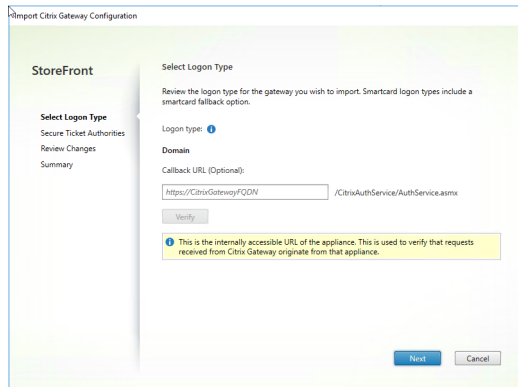 Import Citrix Gateway Configuration
StoreFront
Select Logon Type
Secure Ticket Authorities
Review Changes
Summary
Select Logon Type
Review the logon type for the gateway you wish to import. Smartcard logon types include a
smartcard fallback option.
Logon type:
Domain
Callback URL (Optional):
https://CitrixGatewayFQDN /CitrixAuthService/AuthService.asmx
Verify
This is the internally accessible URL of the appliance. This is used to verify that requests
received from Citrix Gateway originate from that appliance.
Next Cancel